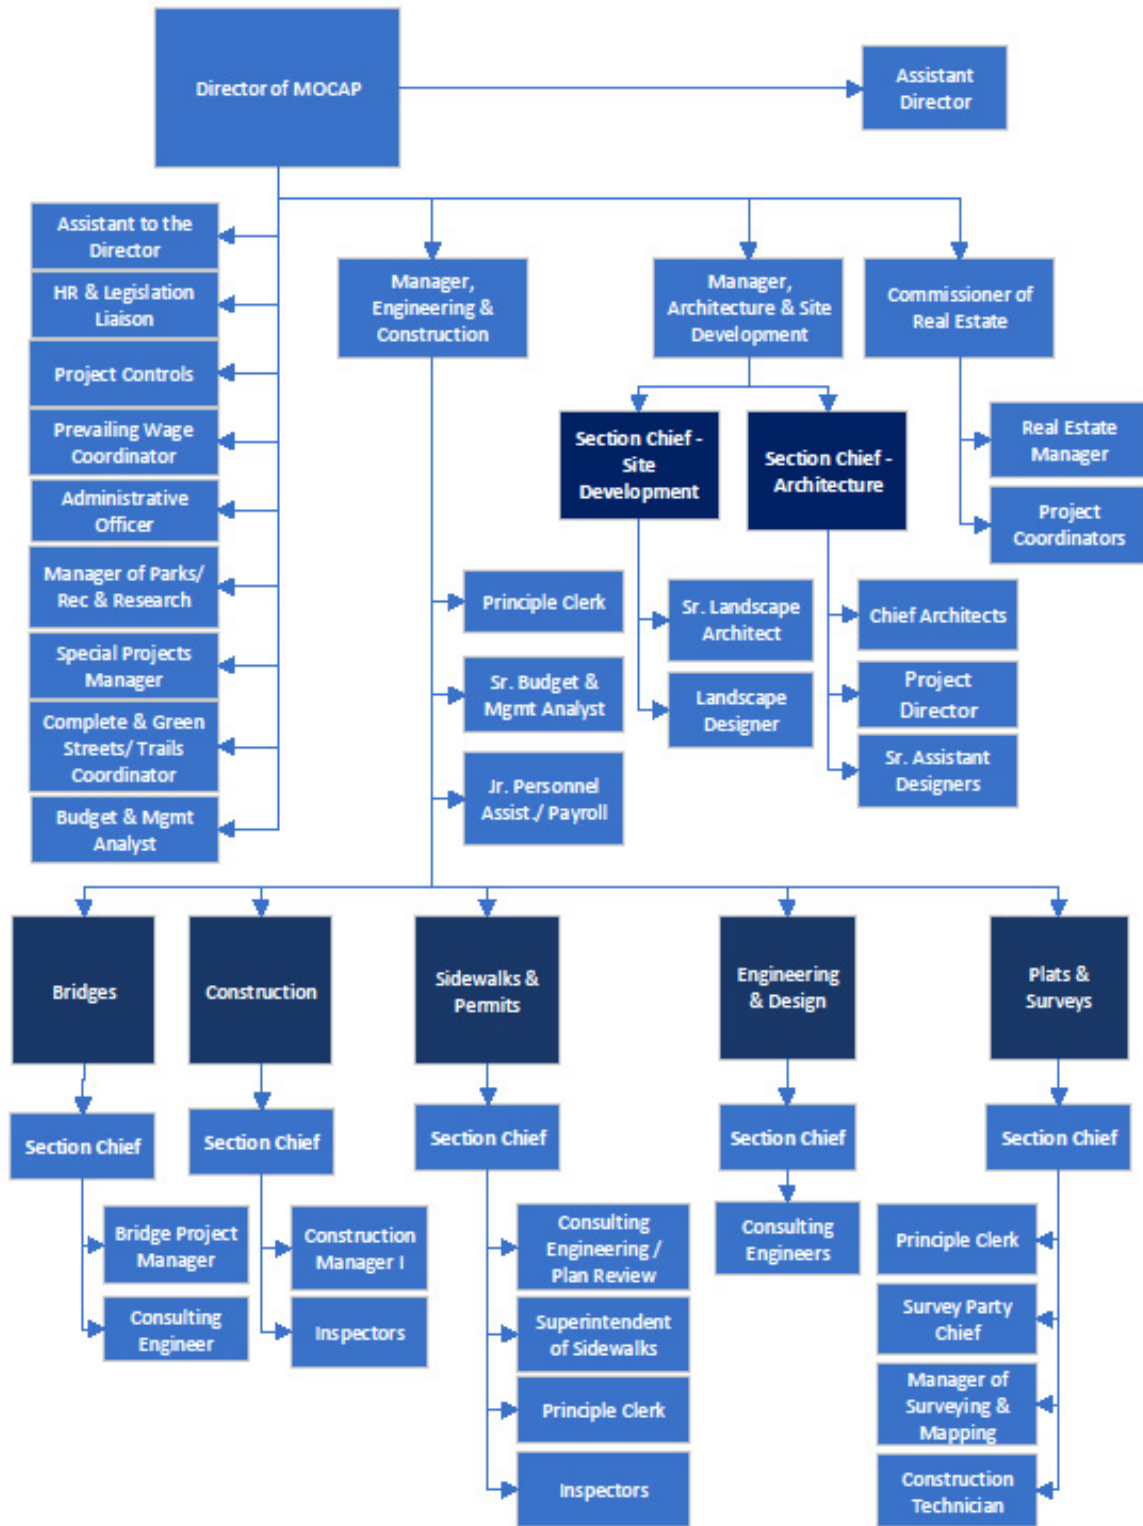 Director of MOCAP
Assistant
Director
Assistant to the
Director
HR & Legislation
Liaison
Project Controls
Prevailing Wage
Coordinator
Administrative
Officer
Manager of Parks/
Rec & Research
Special Projects
Manager
Complete & Green
Streets/ Trails
Coordinator
Budget & Mgmt
Analyst
Manager,
Engineering &
Construction
Manager,
Architecture & Site
Development
Commissioner of
Real Estate
Section Chief -
Site
Development
Section Chief -
Architecture
Real Estate
Manager
Project
Coordinators
Principle Clerk
Sr. Budget &
Mgmt Analyst
Jr. Personnel
Assist./ Payroll
Sr. Landscape
Architect
Landscape
Designer
Chief Architects
Project
Director
Sr. Assistant
Designers
Bridges
Construction
Sidewalks &
Permits
Engineering
& Design
Plats &
Surveys
Section Chief
Section Chief
Section Chief
Section Chief
Section Chief
Bridge Project
Manager
Consulting
Engineer
Construction
Manager I
Inspectors
Consulting
Engineering /
Plan Review
Superintendent
of Sidewalks
Principle Clerk
Inspectors
Consulting
Engineers
Principle Clerk
Survey Party
Chief
Manager of
Surveying &
Mapping
Construction
Technician